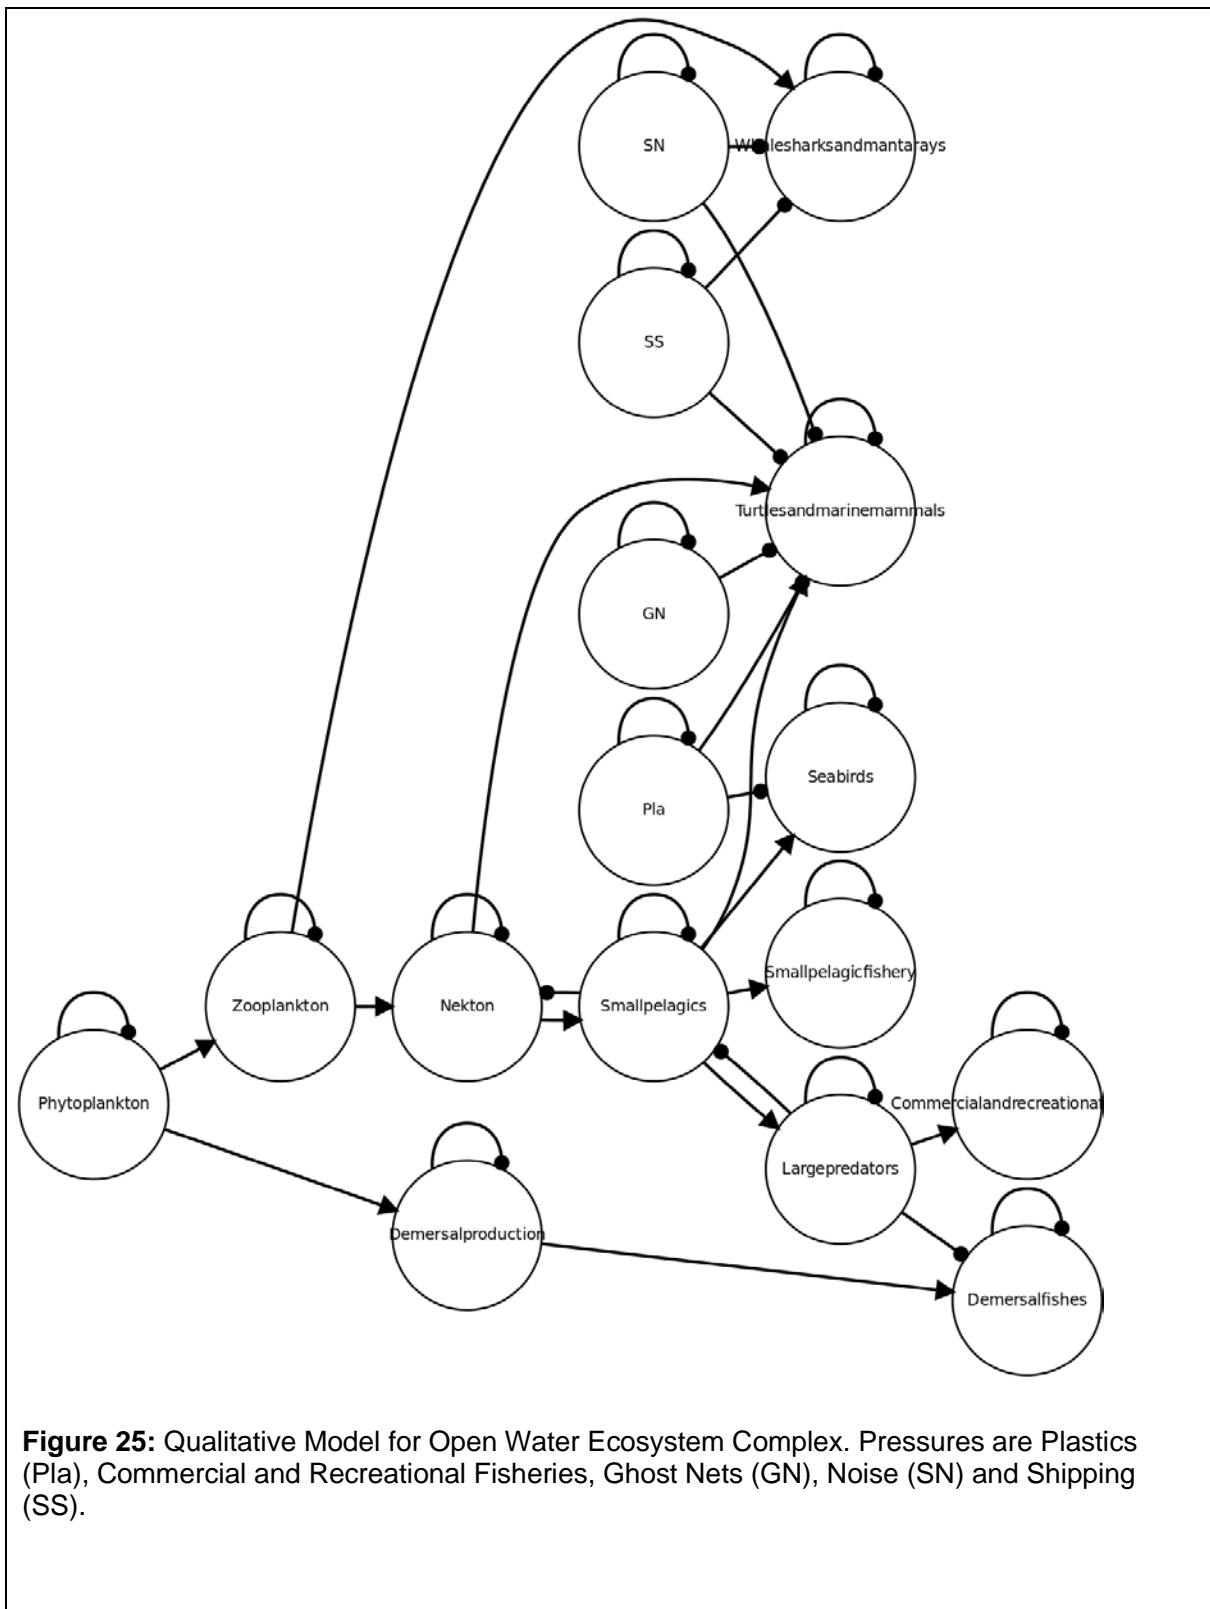 SN
Whalesharksandmantarays
SS
Turtlesandmarinemammals
GN
Pla
Seabirds
Smallpelagicfishery
Zooplankton
Nekton
Smallpelagics
Phytoplankton
Commercialandrecreational
Largepredators
Demersalproduction
Demersalfishes
Figure 25: Qualitative Model for Open Water Ecosystem Complex. Pressures are Plastics
(Pla), Commercial and Recreational Fisheries, Ghost Nets (GN), Noise (SN) and Shipping
(SS).